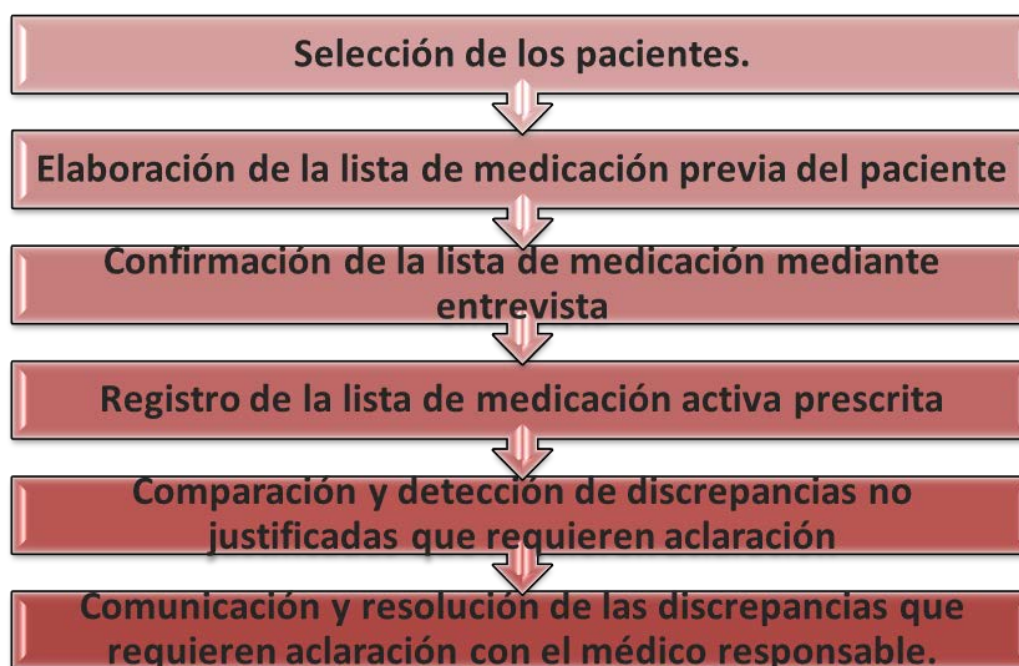 Selección de los pacientes.
Elaboración de la lista de medicación previa del paciente
Confirmación de la lista de medicación mediante
entrevista
Registro de la lista de medicación activa prescrita
Comparación y detección de discrepancias no
justificadas que requieren aclaración
Comunicación y resolución de las discrepancias que
requieren aclaración con el médico responsable.